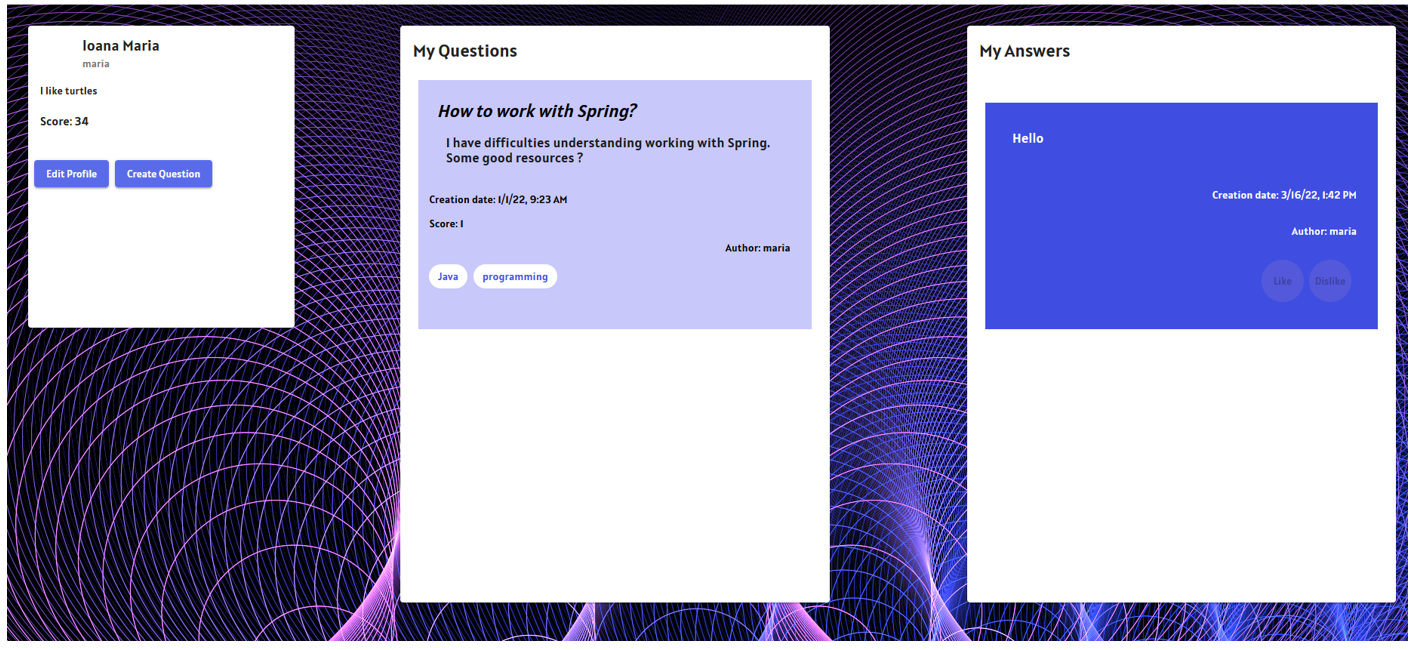 Ioana Maria
maria
I like turtles
Score: 34
Edit Profile
Create Question
My Questions
How to work with Spring?
I have difficulties understanding working with Spring.
Some good resources ?
Creation date: 1/1/22, 9:23 AM
Score: 1
Author: maria
Java
programming
My Answers
Hello
Creation date: 3/16/22, 1:42 PM
Author: maria
Like
Dislike